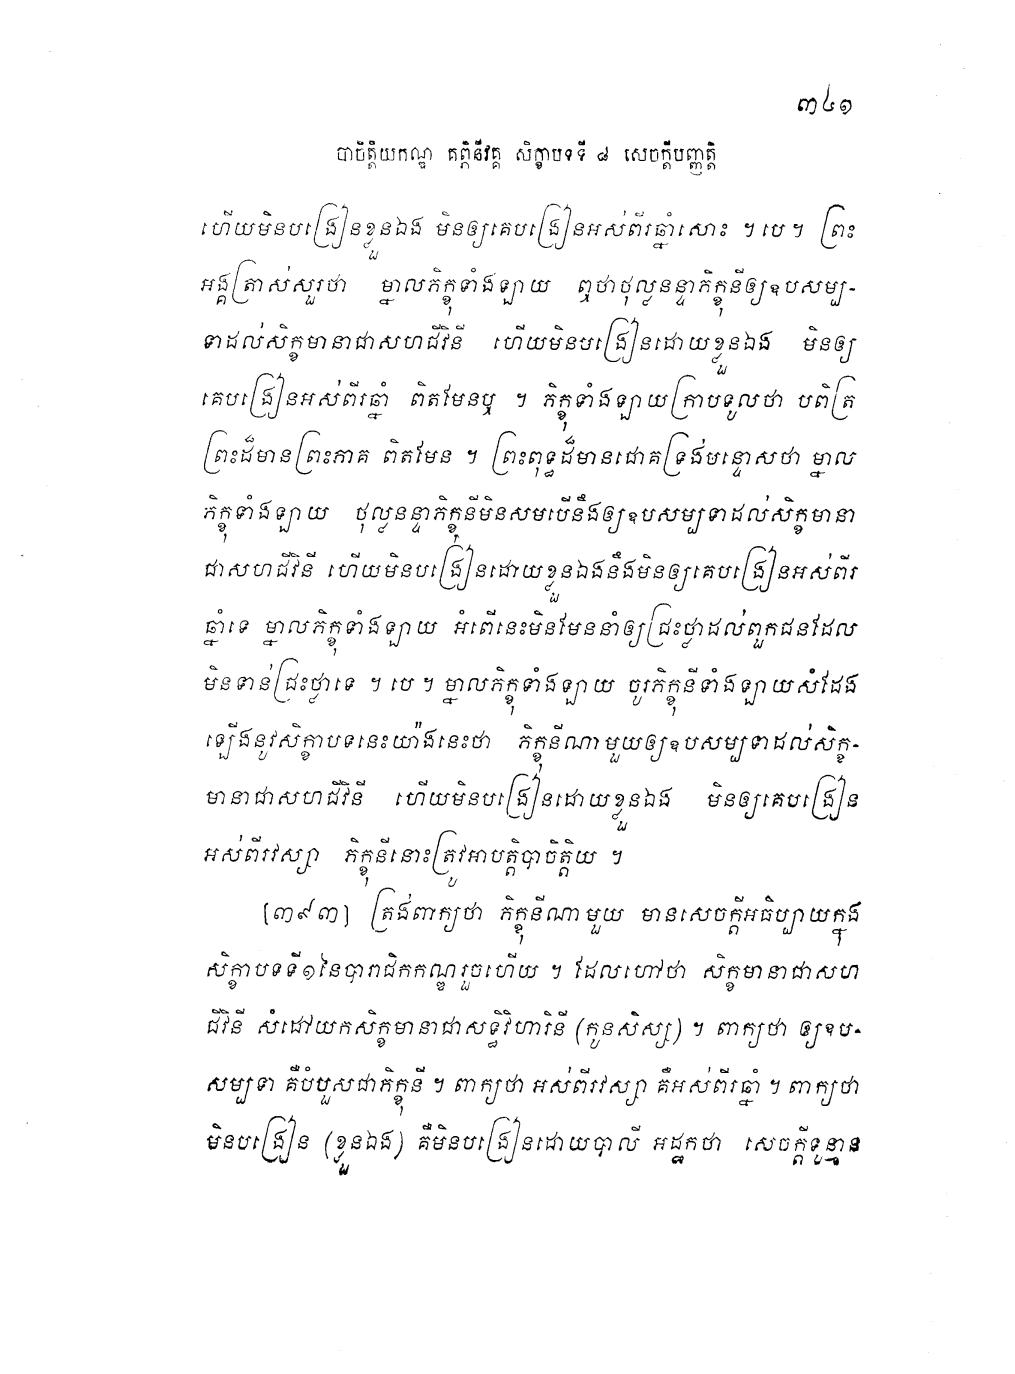 ៣៤១
បាចិត្តិយកណ្ឌ គព្ភិនីវគ្គ សិក្ខាបទទី ៨ សេចក្តីបញ្ញត្តិ
ហើយមិនបង្រៀនខ្លួនឯង មិនឲ្យគេបង្រៀនអស់ពីរឆ្នាំសោះ ។ បេ ។ ព្រះ
អង្គត្រាស់សួរថា ម្នាលភិក្ខុទាំងឡាយ ឮថាថុល្លនន្ទាភិក្ខុនីឲ្យឧបសម្ប-
ទាដល់សិក្ខមានាជាសហជីវិនី ហើយមិនបង្រៀនដោយខ្លួនឯង មិនឲ្យ
គេបង្រៀនអស់ពីរឆ្នាំ ពិតមែនឬ ។ ភិក្ខុទាំងឡាយក្រាបទូលថា បពិត្រ
ព្រះដ៏មានព្រះភាគ ពិតមែន ។ ព្រះពុទ្ធដ៏មានជោគទ្រង់បន្ទោសថា ម្នាល
ភិក្ខុទាំងឡាយ ថុល្លនន្ទាភិក្ខុនីមិនសមបើនឹងឲ្យឧបសម្បទាដល់សិក្ខមានា
ជាសហជីវិនី ហើយមិនបង្រៀនដោយខ្លួនឯងនឹងមិនឲ្យគេបង្រៀនអស់ពីរ
ឆ្នាំទេ ម្នាលភិក្ខុទាំងឡាយ អំពើនេះមិនមែននាំឲ្យជ្រះថ្លាដល់ពួកជនដែល
មិនទាន់ជ្រះថ្លាទេ ។ បេ ។ ម្នាលភិក្ខុទាំងឡាយ ចូរភិក្ខុនីទាំងឡាយសំដែង
ឡើងនូវសិក្ខាបទនេះយ៉ាងនេះថា ភិក្ខុនីណាមួយឲ្យឧបសម្បទាដល់សិក្ខ-
មានាជាសហជីវិនី ហើយមិនបង្រៀនដោយខ្លួនឯង មិនឲ្យគេបង្រៀន
អស់ពីរវស្សា ភិក្ខុនីនោះត្រូវអាបត្តិបាចិត្តិយ ។
[៣៩៣] ត្រង់ពាក្យថា ភិក្ខុនីណាមួយ មានសេចក្តីអធិប្បាយក្នុង
សិក្ខាបទទី១នៃបារាជិកកណ្ឌរួចហើយ ។ ដែលហៅថា សិក្ខមានាជាសហ
ជីវិនី សំដៅយកសិក្ខមានាជាសទ្ធិវិហារិនី (កូនសិស្ស) ។ ពាក្យថា ឲ្យឧប-
សម្បទា គឺបំបួសជាភិក្ខុនី ។ ពាក្យថា អស់ពីរវស្សា គឺអស់ពីរឆ្នាំ ។ ពាក្យថា
មិនបង្រៀន (ខ្លួនឯង) គឺមិនបង្រៀនដោយបាលី អដ្ឋកថា សេចក្តីទូន្មាន